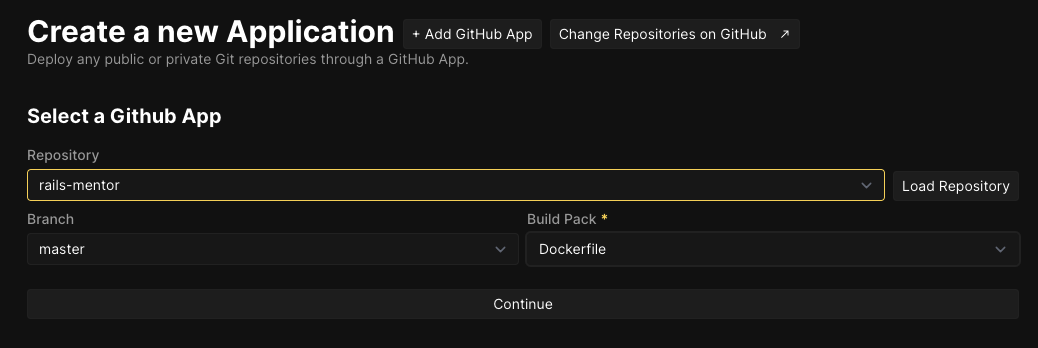 Create a new Application + Add GitHub App Change Repositories on GitHub ↗
Deploy any public or private Git repositories through a GitHub App.
Select a Github App
Repository
rails-mentor Load Repository
Branch Build Pack *
master Dockerfile
Continue